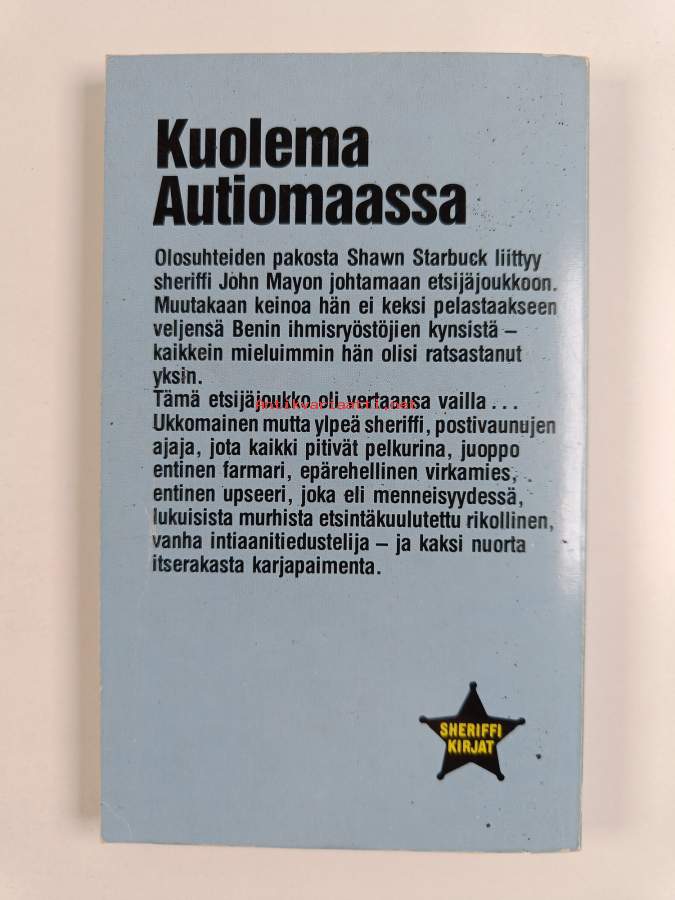 Kuolema
Autiomaassa
Olosuhteiden pakosta Shawn Starbuck liittyy
sheriffi John Mayon johtamaan etsijäjoukkoon.
Muutakaan keinoa hän ei keksi pelastaakseen
veljensä Benin ihmisryöstöjien kynsistä –
kaikkein mieluimmin hän olisi ratsastanut
yksin.
Tämä etsijäjoukko oli vertaansa vailla ...
Antikvariaatti.net
Ukkomainen mutta ylpeä sheriffi, postivaunujen
ajaja, jota kaikki pitivät pelkurina, juoppo
entinen farmari, epärehellinen virkamies,
entinen upseeri, joka eli menneisyydessä,
lukuisista murhista etsintäkuulutettu rikollinen,
vanha intiaanitiedustelija – ja kaksi nuorta
itserakasta karjapaimenta.
SHERIFFI
KIRJAT